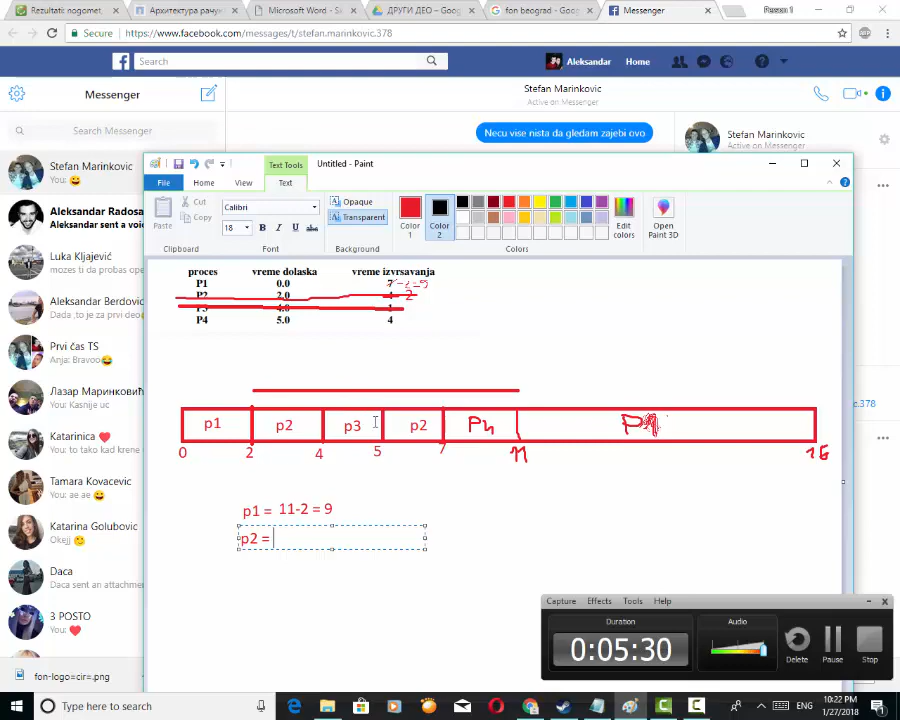 Rezultati: nogomet,
Архитектура рачун
Microsoft Word - Si
ДРУГИ ДЕО – Goog
fon beograd - Goog
Messenger
Secure
https://www.facebook.com/messages/t/stefan.marinkovic.378
Search
Aleksandar
Home
Messenger
Stefan Marinkovic
Active on Messenger
Search Messenger
Necu vise nista da gledam zajebi ovo
Stefan Marinkovic
Active on Messenger
Stefan Marinkovic
You: 😀
Aleksandar Radosa
Aleksandar sent a voic
Luka Kljajević
mozes ti da probas ope
Aleksandar Berdovic
Dada ,to je za prvi deo
Prvi čas TS
Anja: Bravoo😂
Лазар Маринковић
You: Kasnije uc
Katarinica ❤
You: to tako kad krene
Tamara Kovacevic
You: ae ae 😀
Katarina Golubovic
Okejj
Daca
Daca sent an attachmen
3 POSTO
You: ❤
.378
Untitled - Paint
Text Tools
File
Home
View
Text
Paste
Cut
Copy
Clipboard
Calibri
18
B I U abc
Font
Opaque
Transparent
Background
Color 1
Color 2
Edit colors
Open Paint 3D
Colors
proces vreme dolaska vreme izvrsavanja
P1 0.0 7 -2=5
P2 2.0 4 2
P3 4.0 1
P4 5.0 4
p1 p2 p3 p2 P4 P1
0 2 4 5 7 11 16
p1 = 11-2 = 9
p2 =
Capture Effects Tools Help
Duration
0:05:30
Audio
Delete
Pause
Stop
fon-logo=cir=.png
Type here to search
ENG
10:22 PM
1/27/2018